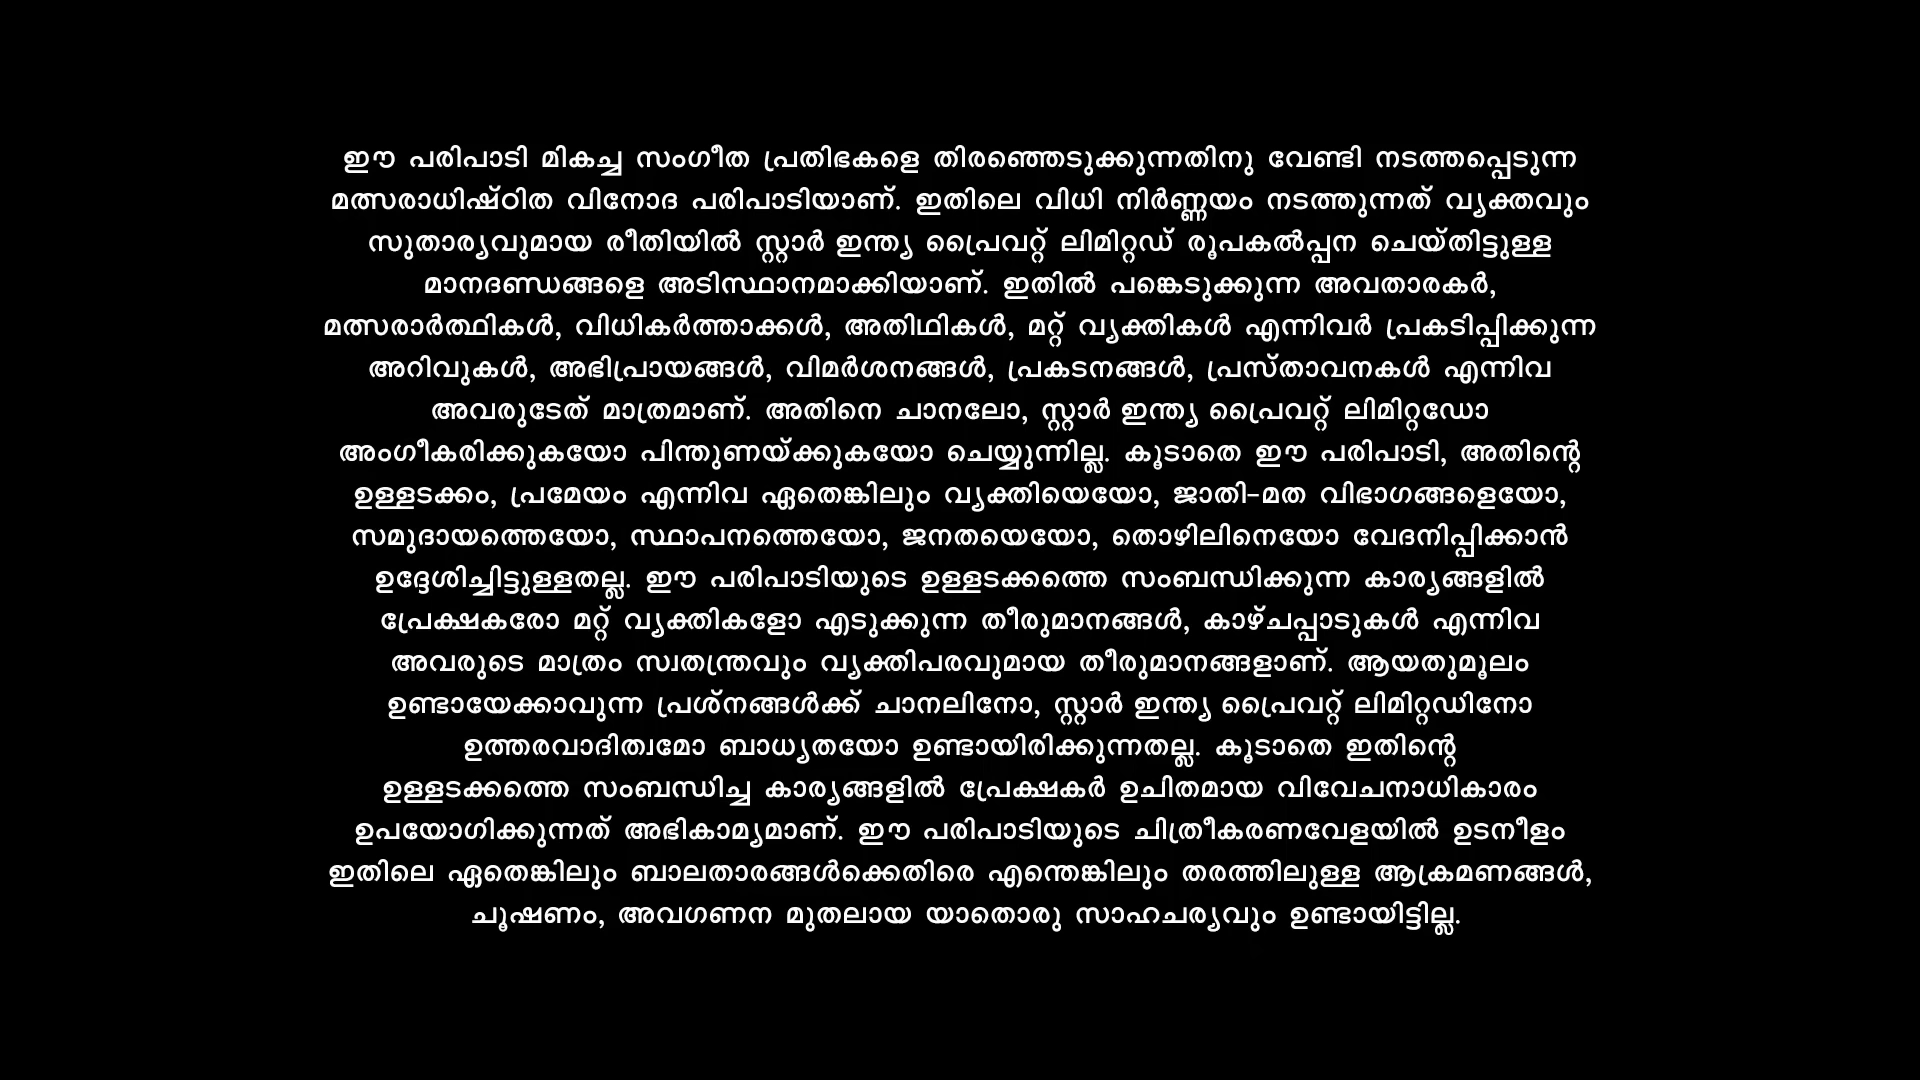 ഈ പരിപാടി മികച്ച സംഗീത പ്രതിഭകളെ തിരഞ്ഞെടുക്കുന്നതിനു വേണ്ടി നടത്തപ്പെടുന്ന
മത്സരാധിഷ്ഠിത വിനോദ പരിപാടിയാണ്. ഇതിലെ വിധി നിർണ്ണയം നടത്തുന്നത് വ്യക്തവും
സുതാര്യവുമായ രീതിയിൽ സ്റ്റാർ ഇന്ത്യ പ്രൈവറ്റ് ലിമിറ്റഡ് രൂപകൽപ്പന ചെയ്തിട്ടുള്ള
മാനദണ്ഡങ്ങളെ അടിസ്ഥാനമാക്കിയാണ്. ഇതിൽ പങ്കെടുക്കുന്ന അവതാരകർ,
മത്സരാർത്ഥികൾ, വിധികർത്താക്കൾ, അതിഥികൾ, മറ്റ് വ്യക്തികൾ എന്നിവർ പ്രകടിപ്പിക്കുന്ന
അറിവുകൾ, അഭിപ്രായങ്ങൾ, വിമർശനങ്ങൾ, പ്രകടനങ്ങൾ, പ്രസ്താവനകൾ എന്നിവ
അവരുടേത് മാത്രമാണ്. അതിനെ ചാനലോ, സ്റ്റാർ ഇന്ത്യ പ്രൈവറ്റ് ലിമിറ്റഡോ
അംഗീകരിക്കുകയോ പിന്തുണയ്ക്കുകയോ ചെയ്യുന്നില്ല. കൂടാതെ ഈ പരിപാടി, അതിന്റെ
ഉള്ളടക്കം, പ്രമേയം എന്നിവ ഏതെങ്കിലും വ്യക്തിയെയോ, ജാതി-മത വിഭാഗങ്ങളെയോ,
സമുദായത്തെയോ, സ്ഥാപനത്തെയോ, ജനതയെയോ, തൊഴിലിനെയോ വേദനിപ്പിക്കാൻ
ഉദ്ദേശിച്ചിട്ടുള്ളതല്ല. ഈ പരിപാടിയുടെ ഉള്ളടക്കത്തെ സംബന്ധിക്കുന്ന കാര്യങ്ങളിൽ
പ്രേക്ഷകരോ മറ്റ് വ്യക്തികളോ എടുക്കുന്ന തീരുമാനങ്ങൾ, കാഴ്ചപ്പാടുകൾ എന്നിവ
അവരുടെ മാത്രം സ്വതന്ത്രവും വ്യക്തിപരവുമായ തീരുമാനങ്ങളാണ്. ആയതുമൂലം
ഉണ്ടായേക്കാവുന്ന പ്രശ്നങ്ങൾക്ക് ചാനലിനോ, സ്റ്റാർ ഇന്ത്യ പ്രൈവറ്റ് ലിമിറ്റഡിനോ
ഉത്തരവാദിത്വമോ ബാധ്യതയോ ഉണ്ടായിരിക്കുന്നതല്ല. കൂടാതെ ഇതിന്റെ
ഉള്ളടക്കത്തെ സംബന്ധിച്ച കാര്യങ്ങളിൽ പ്രേക്ഷകർ ഉചിതമായ വിവേചനാധികാരം
ഉപയോഗിക്കുന്നത് അഭികാമ്യമാണ്. ഈ പരിപാടിയുടെ ചിത്രീകരണവേളയിൽ ഉടനീളം
ഇതിലെ ഏതെങ്കിലും ബാലതാരങ്ങൾക്കെതിരെ എന്തെങ്കിലും തരത്തിലുള്ള ആക്രമണങ്ങൾ,
ചൂഷണം, അവഗണന മുതലായ യാതൊരു സാഹചര്യവും ഉണ്ടായിട്ടില്ല.